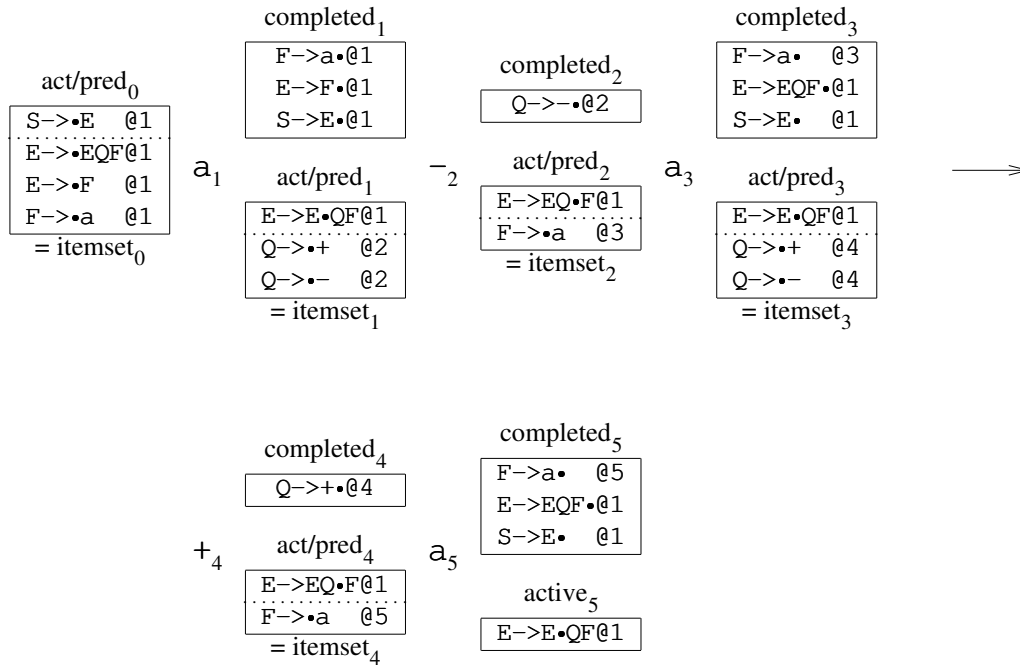 act/pred0
S−>•E @1
E−>•EQF@1
E−>•F @1
F−>•a @1
= itemset0
a1
completed1
F−>a•@1
E−>F•@1
S−>E•@1
act/pred1
E−>E•QF@1
Q−>•+ @2
Q−>•− @2
= itemset1
−2
completed2
Q−>−•@2
act/pred2
E−>EQ•F@1
F−>•a @3
= itemset2
a3
completed3
F−>a• @3
E−>EQF•@1
S−>E• @1
act/pred3
E−>E•QF@1
Q−>•+ @4
Q−>•− @4
= itemset3
+4
completed4
Q−>+•@4
act/pred4
E−>EQ•F@1
F−>•a @5
= itemset4
a5
completed5
F−>a• @5
E−>EQF•@1
S−>E• @1
active5
E−>E•QF@1